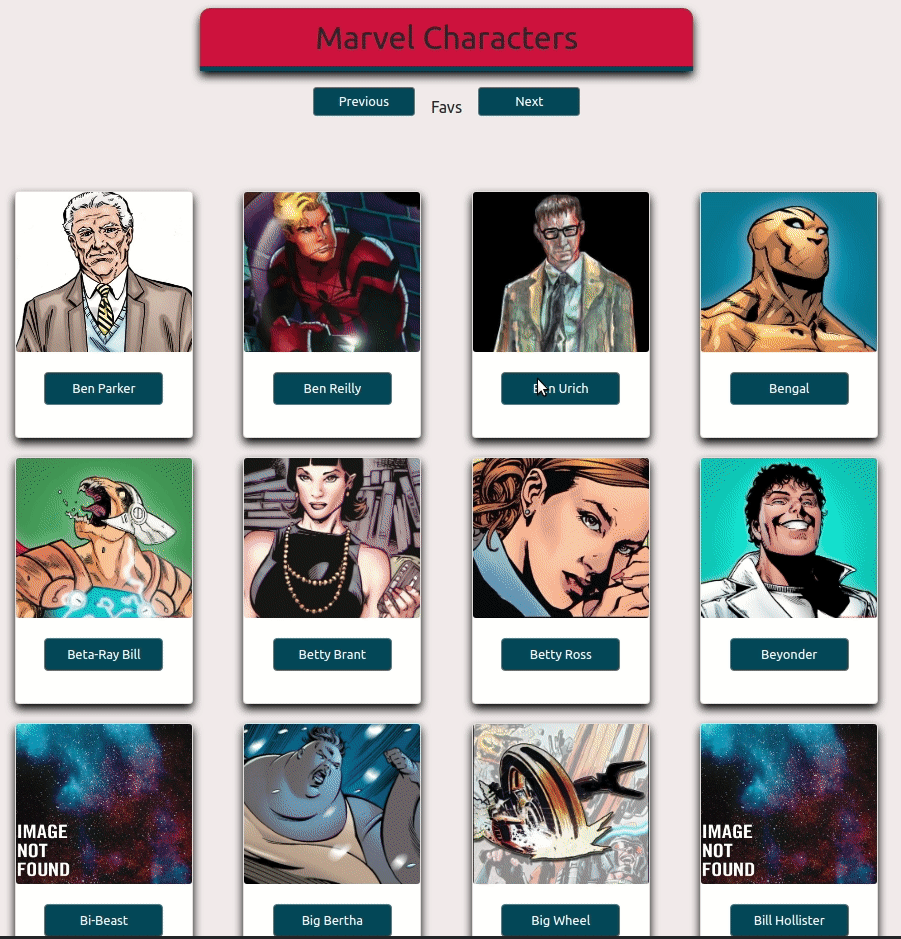 Marvel Characters
Previous Favs Next
Ben Parker Ben Reilly Ben Urich Bengal
Beta-Ray Bill Betty Brant Betty Ross Beyonder
IMAGE
NOT
FOUND
IMAGE
NOT
FOUND
Bi-Beast Big Bertha Big Wheel Bill Hollister